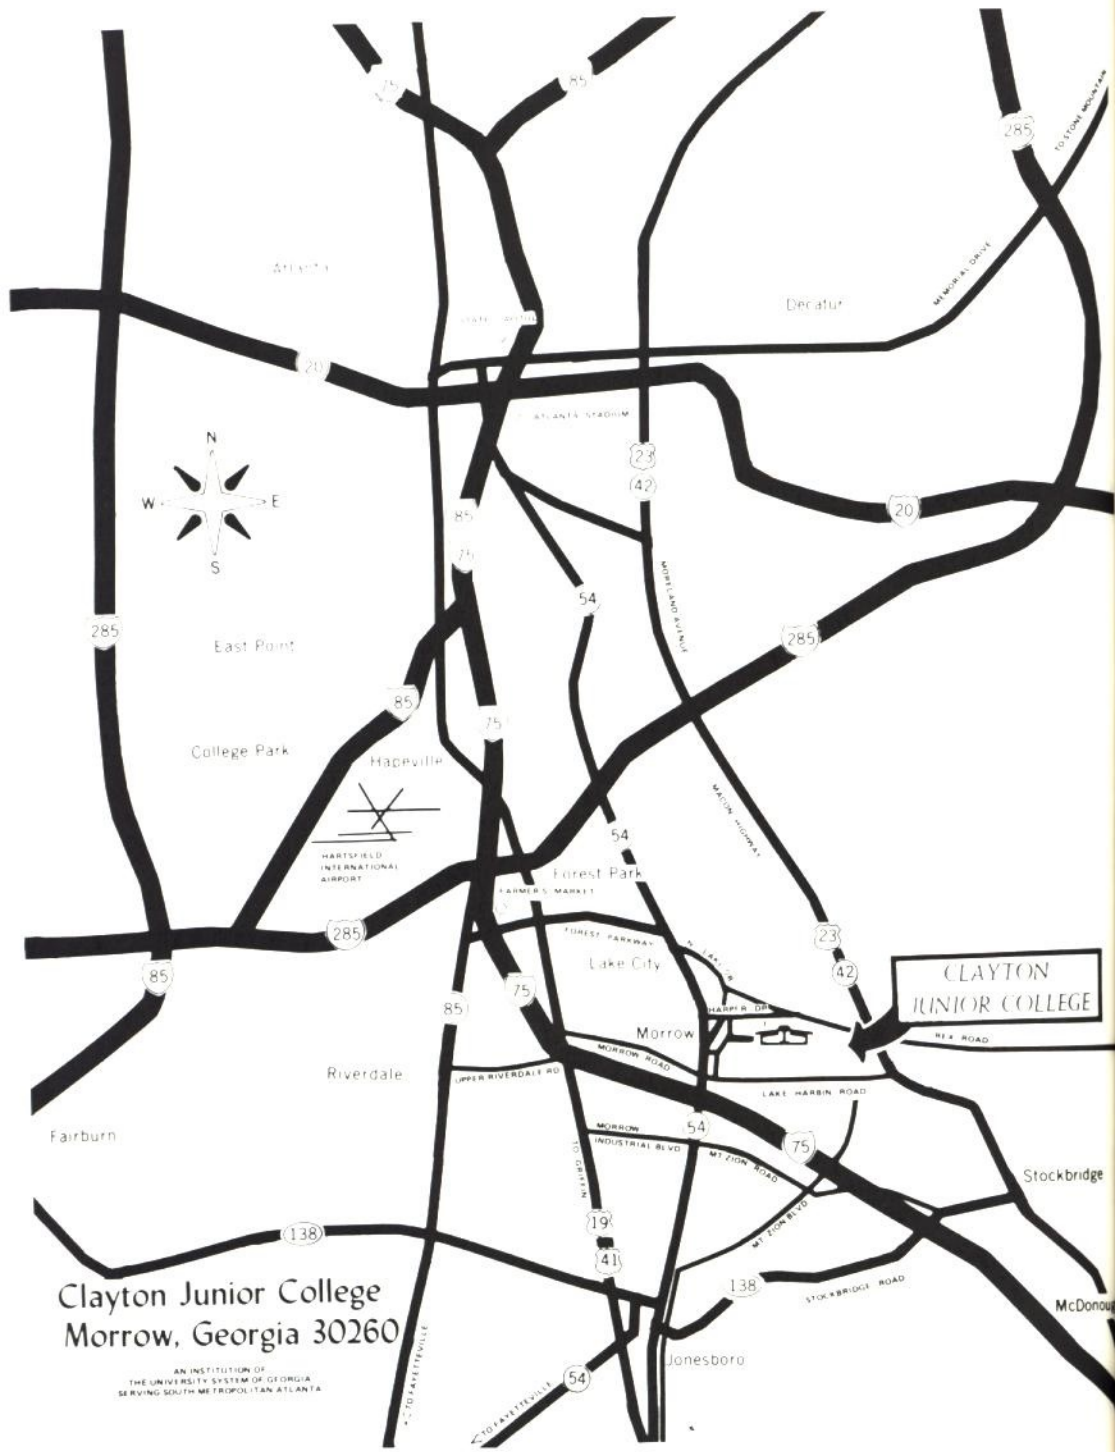 75
85
285
TO STONE MOUNTAIN
Atlanta
MEMORIAL DRIVE
Decatur
STATE CAPITOL
20
ATLANTA STADIUM
N
W
E
S
23
42
20
85
75
54
MORELAND AVENUE
285
East Point
285
85
75
College Park
Hapeville
MACON HIGHWAY
54
HARTSFIELD
INTERNATIONAL
AIRPORT
Forest Park
FARMER'S MARKET
285
FOREST PARKWAY
23
Lake City
42
85
75
85
CLAYTON
JUNIOR COLLEGE
HARPER DR
Morrow
REX ROAD
MORROW ROAD
Riverdale
UPPER RIVERDALE RD
LAKE HARBIN ROAD
Fairburn
MORROW
INDUSTRIAL BLVD
54
MT ZION ROAD
75
TO GRIFFIN
Stockbridge
19
MT ZION BLVD
138
41
138
STOCKBRIDGE ROAD
Clayton Junior College
Morrow, Georgia 30260
McDonou
AN INSTITUTION OF
THE UNIVERSITY SYSTEM OF GEORGIA
SERVING SOUTH METROPOLITAN ATLANTA
Jonesboro
54
<TO FAYETTEVILLE
<TO FAYETTEVILLE